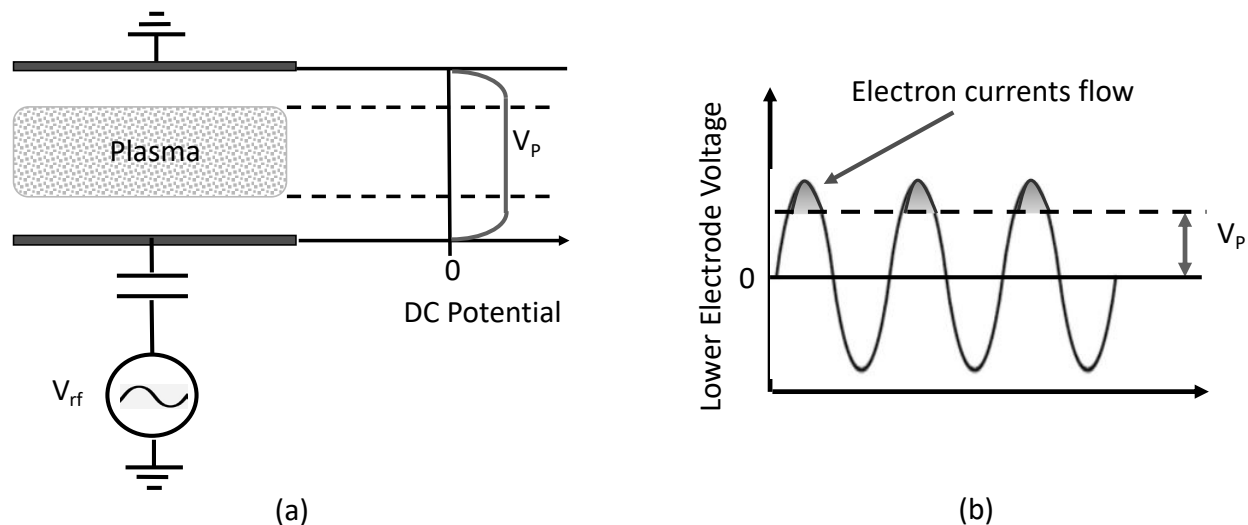 Plasma
V_P
0
DC Potential
V_rf
(a)
Electron currents flow
Lower Electrode Voltage
0
V_P
(b)